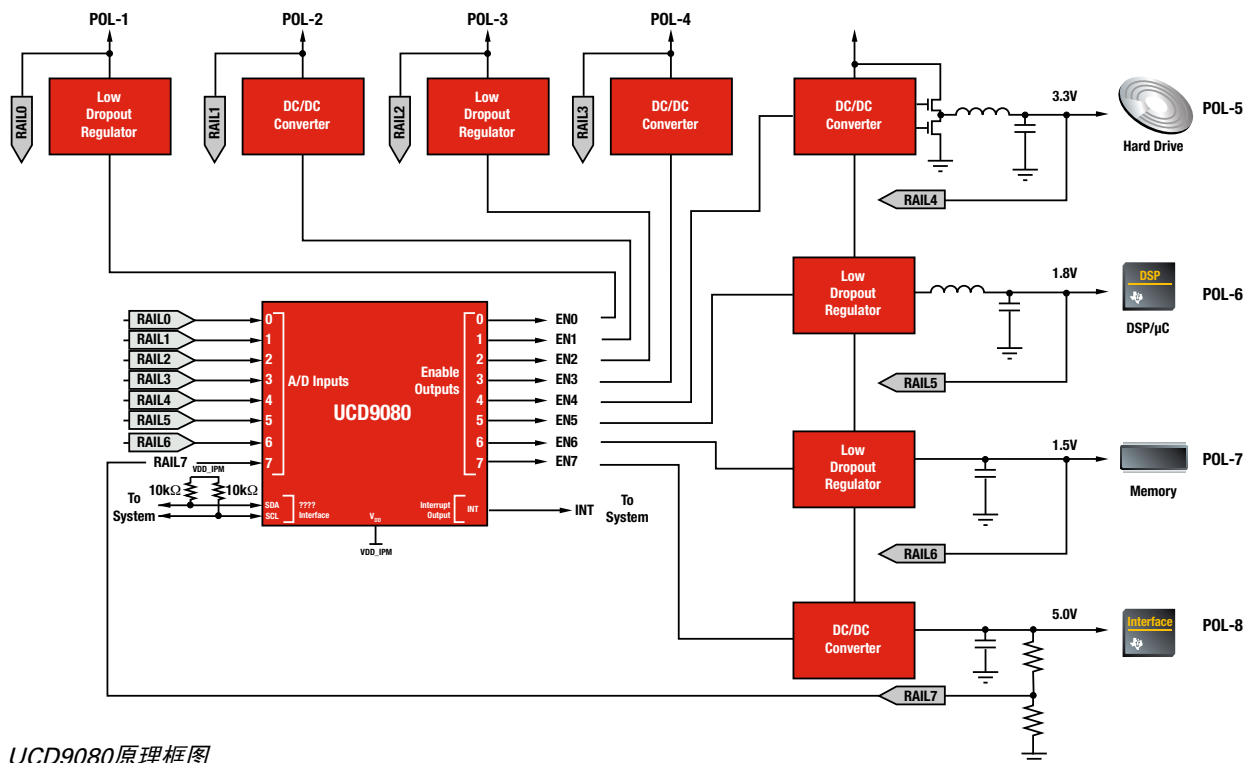 POL-1
POL-2
POL-3
POL-4
RAIL0
Low
Dropout
Regulator
RAIL1
DC/DC
Converter
RAIL2
Low
Dropout
Regulator
RAIL3
DC/DC
Converter
DC/DC
Converter
3.3V
POL-5
Hard Drive
RAIL4
Low
Dropout
Regulator
1.8V
DSP
POL-6
DSP/µC
RAIL5
Low
Dropout
Regulator
1.5V
POL-7
Memory
RAIL6
DC/DC
Converter
5.0V
Interface
POL-8
RAIL7
RAIL0
RAIL1
RAIL2
RAIL3
RAIL4
RAIL5
RAIL6
RAIL7
VDD_IPM
10kΩ
10kΩ
To
System
0
1
2
3
4
5
6
7
A/D Inputs
UCD9080
Enable
Outputs
0
1
2
3
4
5
6
7
SDA
SCL
????
Interface
VDD
Interrupt
Output
INT
VDD_IPM
EN0
EN1
EN2
EN3
EN4
EN5
EN6
EN7
INT
To
System
UCD9080原理框图